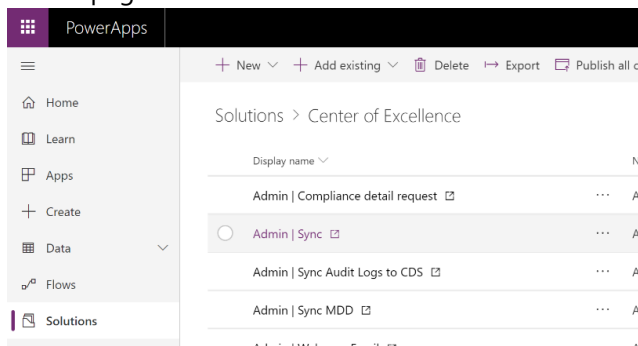 PowerApps
New Add existing Delete Export Publish all
Home
Solutions > Center of Excellence
Learn
Display name
Apps
Admin | Compliance detail request ... A
Create
Admin | Sync ... A
Data
Admin | Sync Audit Logs to CDS ... A
Flows
Admin | Sync MDD ... A
Solutions